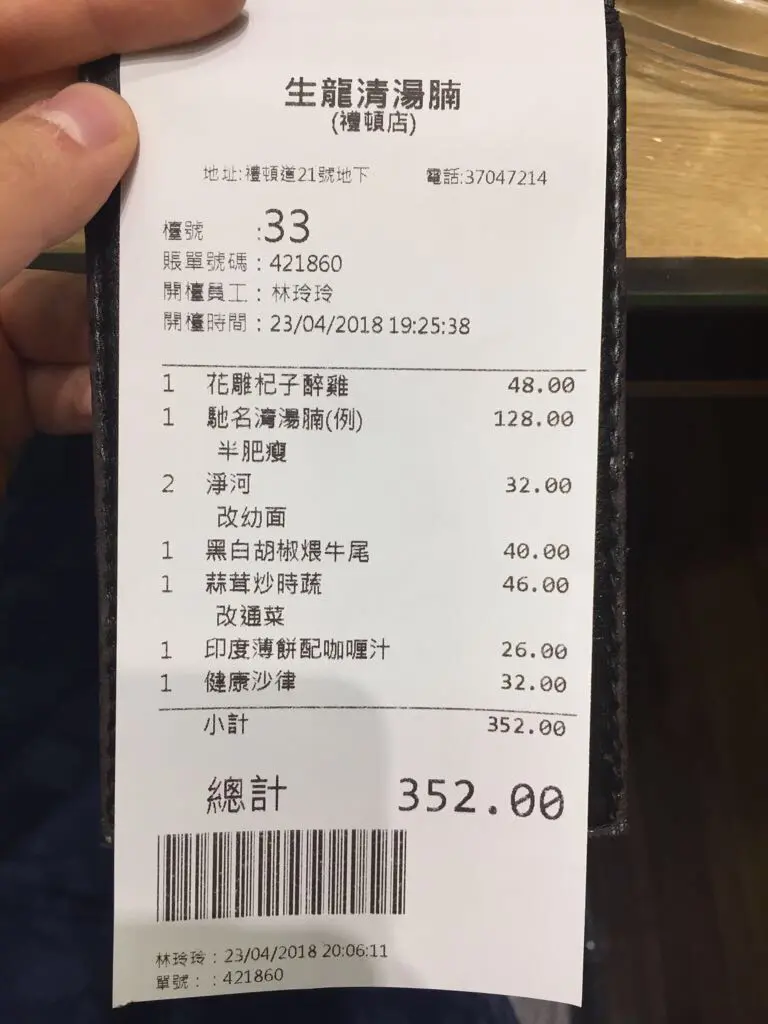 生龍清湯腩
(禮頓店)
地址:禮頓道21號地下 電話:37047214
檯號 :33
賬單號碼 : 421860
開檯員工 : 林玲玲
開檯時間 : 23/04/2018 19:25:38
1 花雕杞子醉雞 48.00
1 馳名清湯腩(例) 128.00
半肥瘦
2 淨河 32.00
改幼面
1 黑白胡椒煨牛尾 40.00
1 蒜茸炒時蔬 46.00
改通菜
1 印度薄餅配咖喱汁 26.00
1 健康沙律 32.00
小計 352.00
總計 352.00
林玲玲 : 23/04/2018 20:06:11
單號 : : 421860